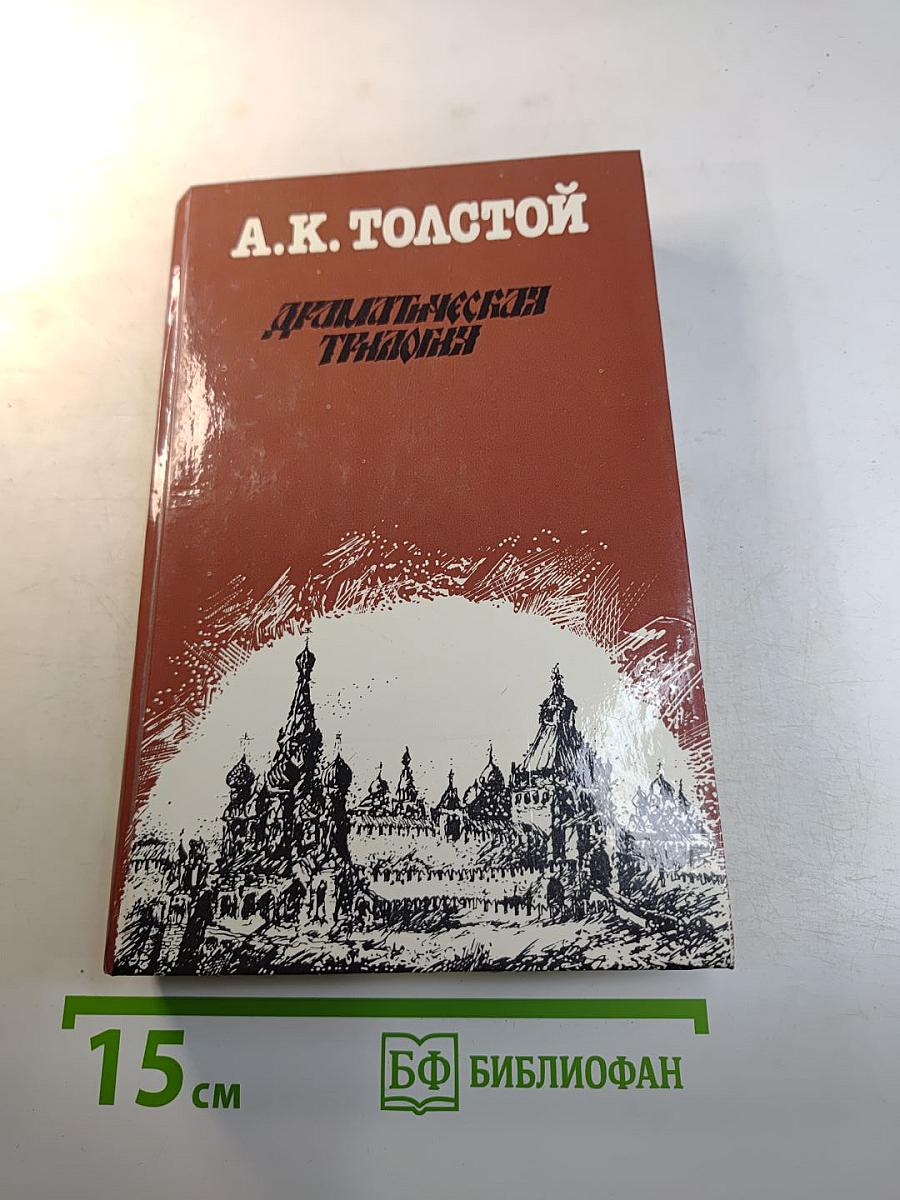 А.К. ТОЛСТОЙ
ДРАМАТИЧЕСКАЯ
ТРИЛОГИЯ
15 см
БФ БИБЛИОФАН